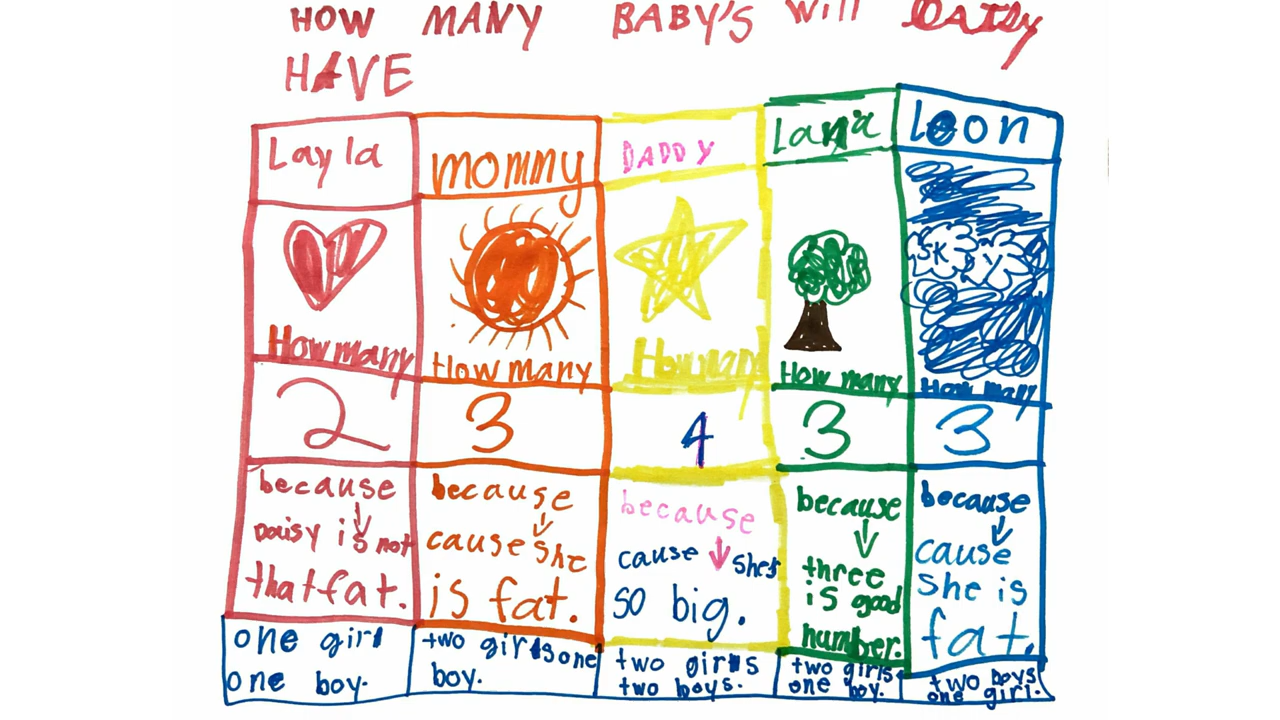 HOW MANY BABY'S Will DAISY
HAVE
Layla
mommy
DADDY
Lana
Leon
SKY
How many
How many
How many
How many
How many
2
3
4
3
3
because
Daisy is not
that fat.
because
cause she
is fat.
because
cause she's
so big.
because
three
is good
number.
because
cause
she is
fat.
one girl
one boy.
two girls one
boy.
two girls
two boys.
two girls
one boy.
two boys
one girl.